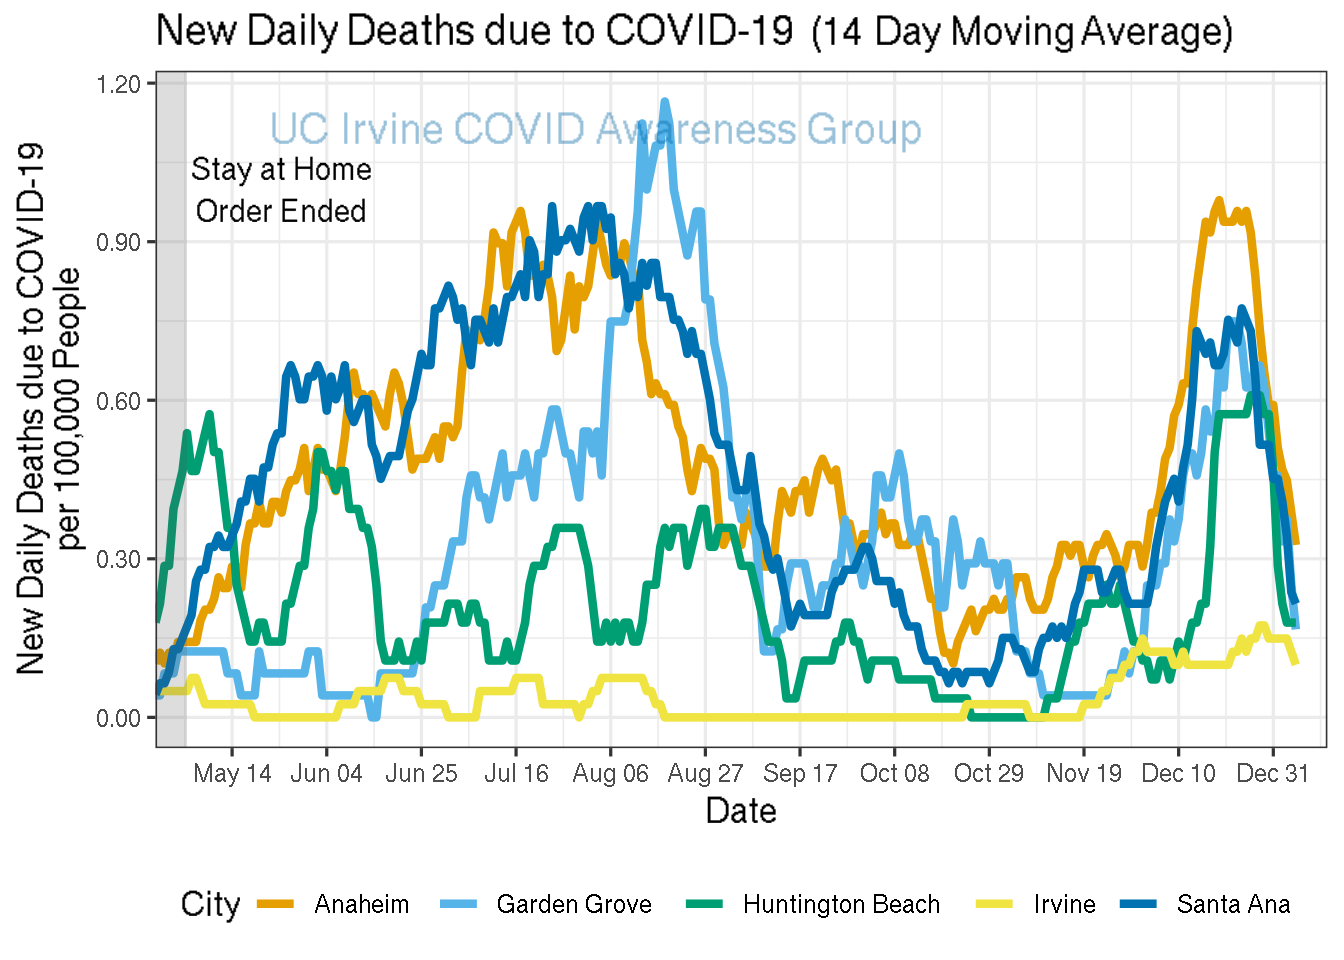 New Daily Deaths due to COVID-19 (14 Day Moving Average)
UC Irvine COVID Awareness Group
Stay at Home
Order Ended
New Daily Deaths due to COVID-19
per 100,000 People
1.20
0.90
0.60
0.30
0.00
May 14 Jun 04 Jun 25 Jul 16 Aug 06 Aug 27 Sep 17 Oct 08 Oct 29 Nov 19 Dec 10 Dec 31
Date
City Anaheim Garden Grove Huntington Beach Irvine Santa Ana